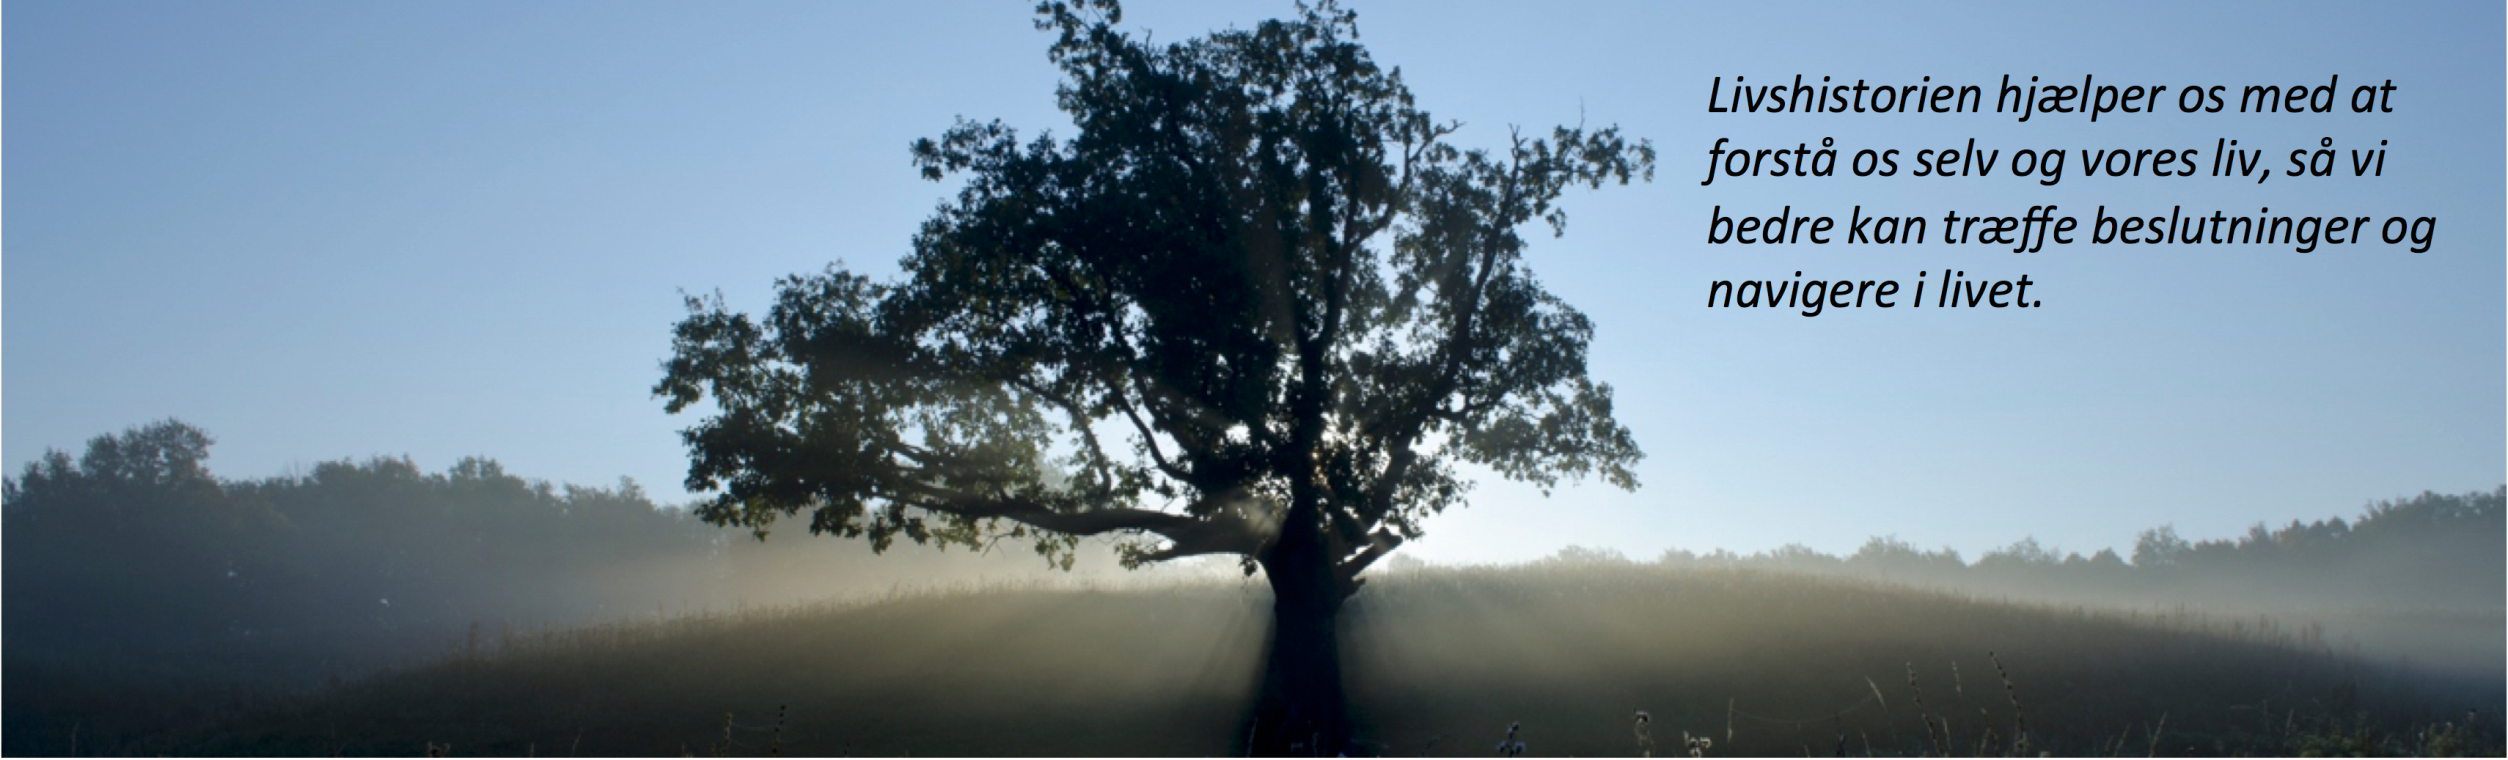 Livshistorien hjælper os med at
forstå os selv og vores liv, så vi
bedre kan træffe beslutninger og
navigere i livet.